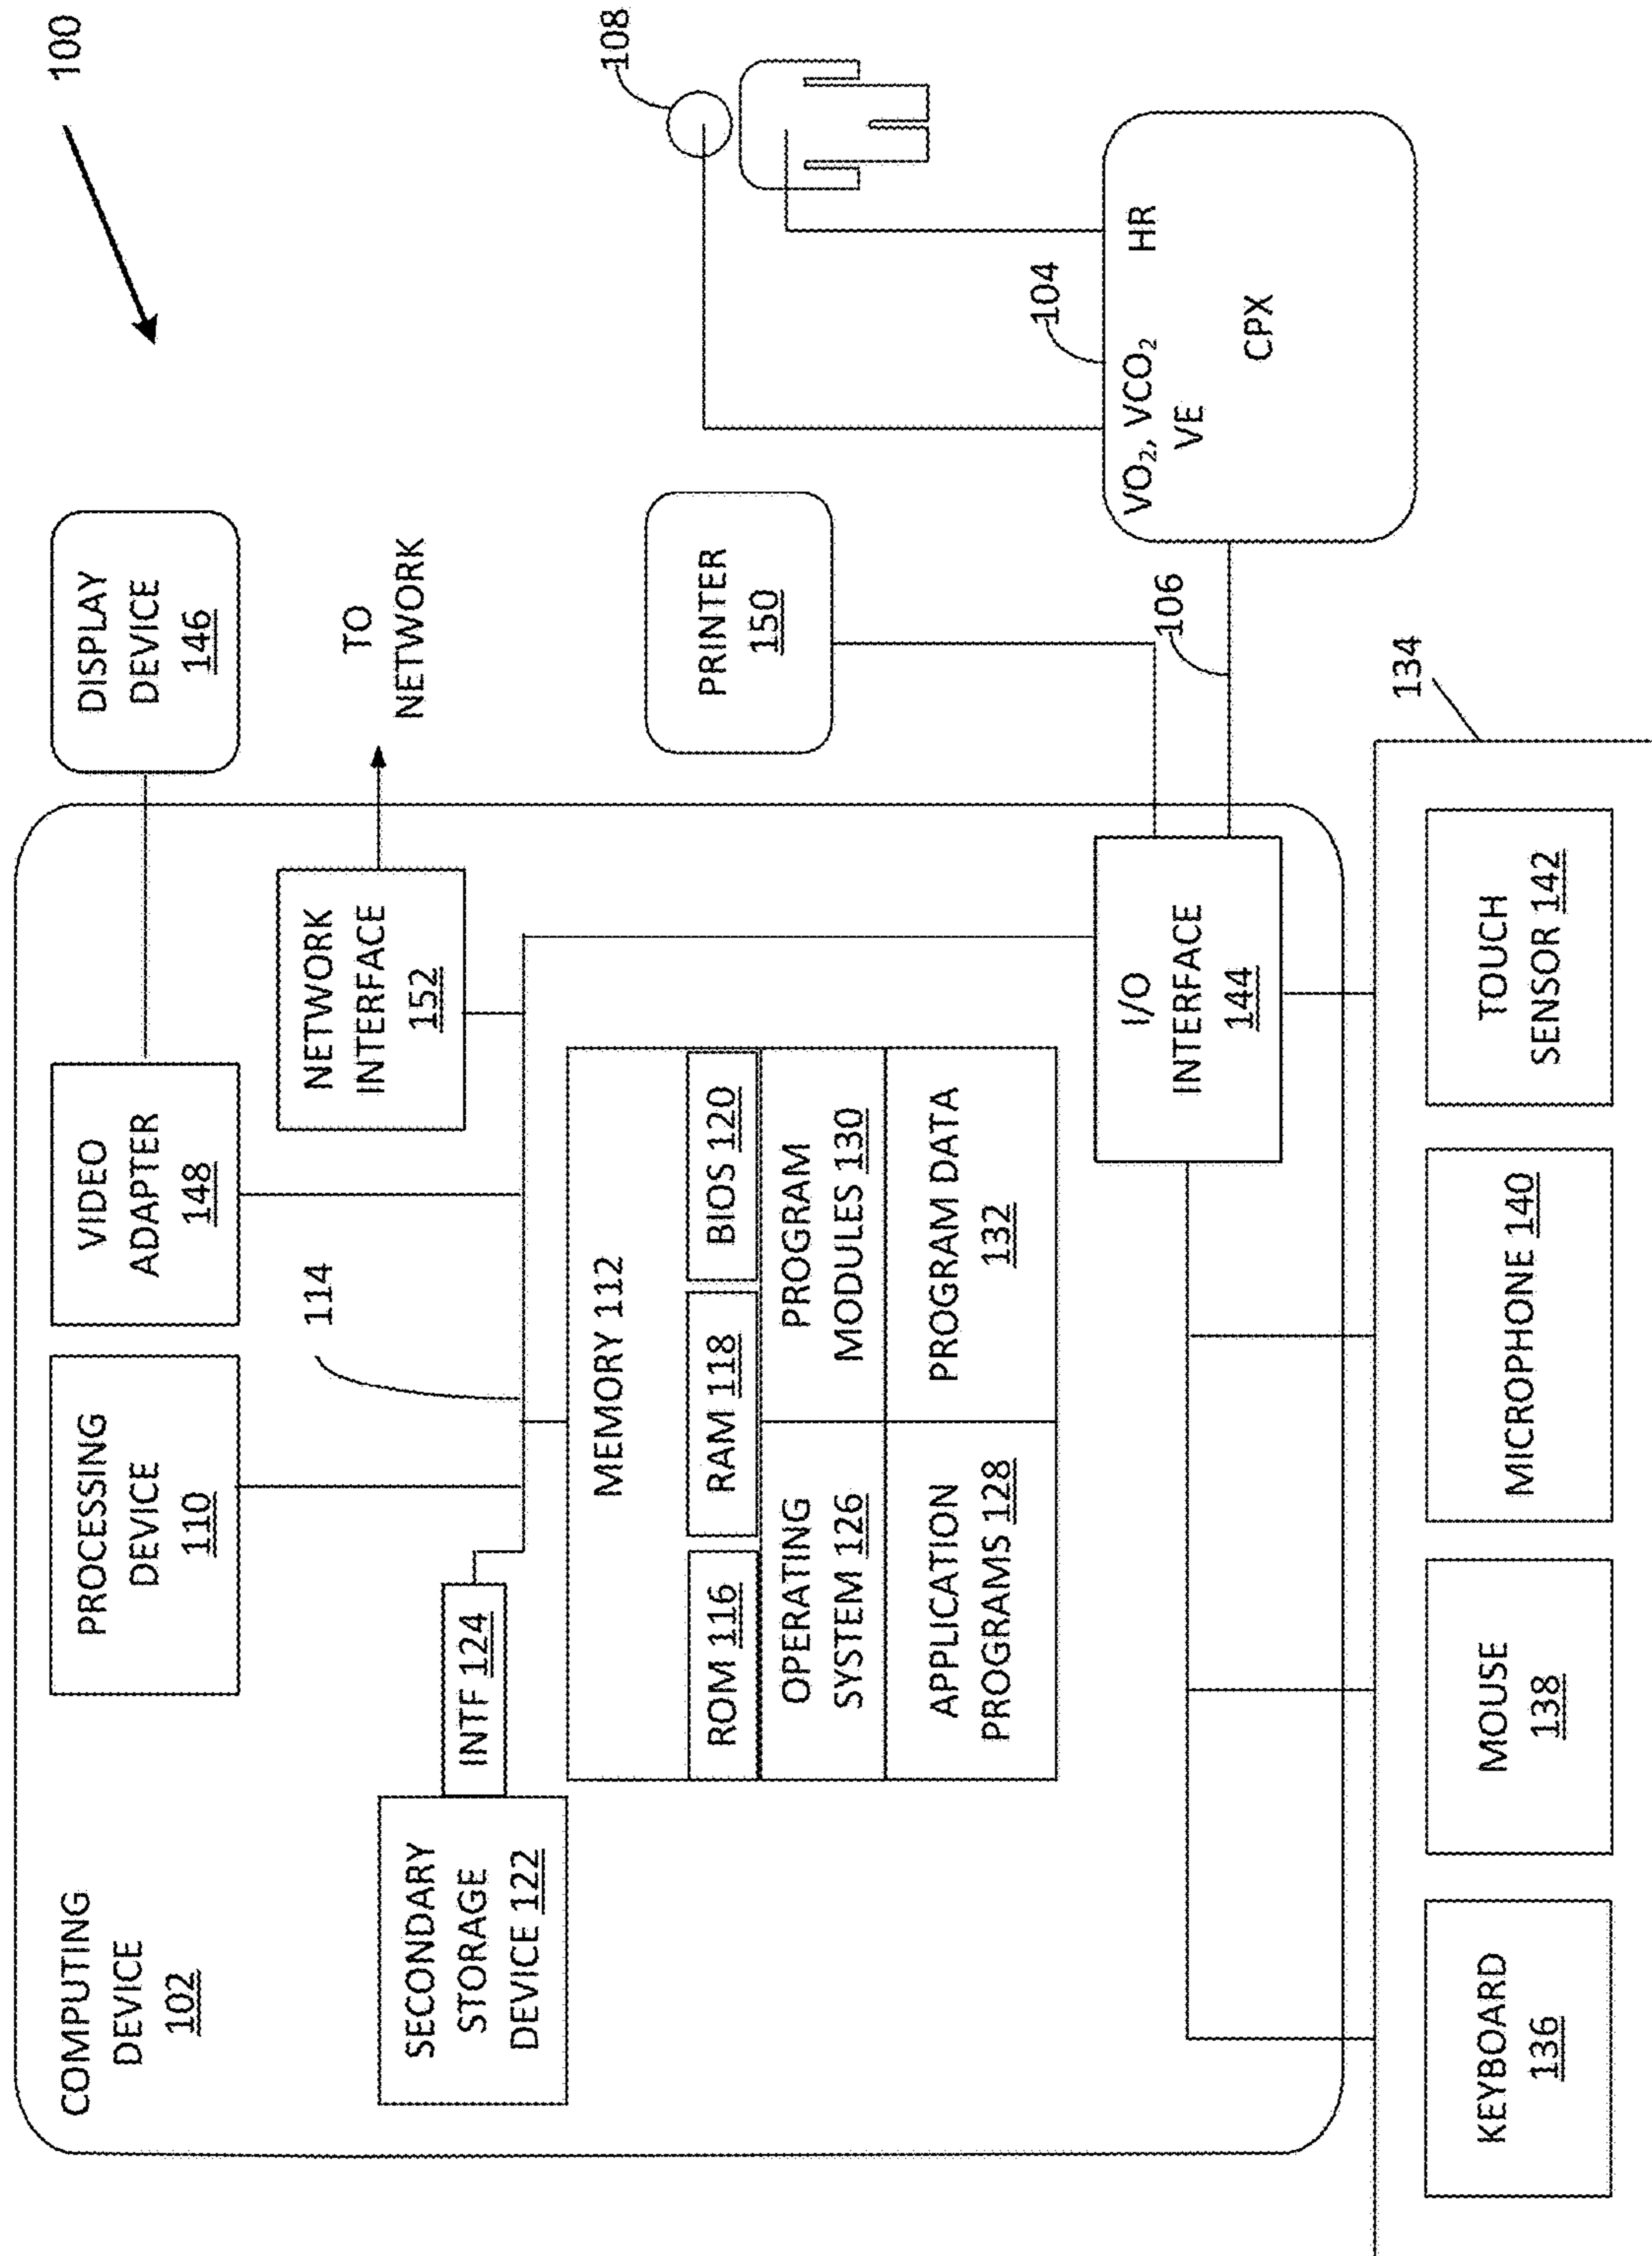 100
COMPUTING
DEVICE
102
PROCESSING
DEVICE
110
VIDEO
ADAPTER
148
DISPLAY
DEVICE
146
114
NETWORK
INTERFACE
152
TO
NETWORK
SECONDARY
STORAGE
DEVICE 122
INTF 124
MEMORY 112
ROM 116
RAM 118
BIOS 120
OPERATING
SYSTEM 126
PROGRAM
MODULES 130
APPLICATION
PROGRAMS 128
PROGRAM DATA
132
PRINTER
150
108
104
VO₂, VCO₂
VE
HR
CPX
106
I/O
INTERFACE
144
134
KEYBOARD
136
MOUSE
138
MICROPHONE 140
TOUCH
SENSOR 142